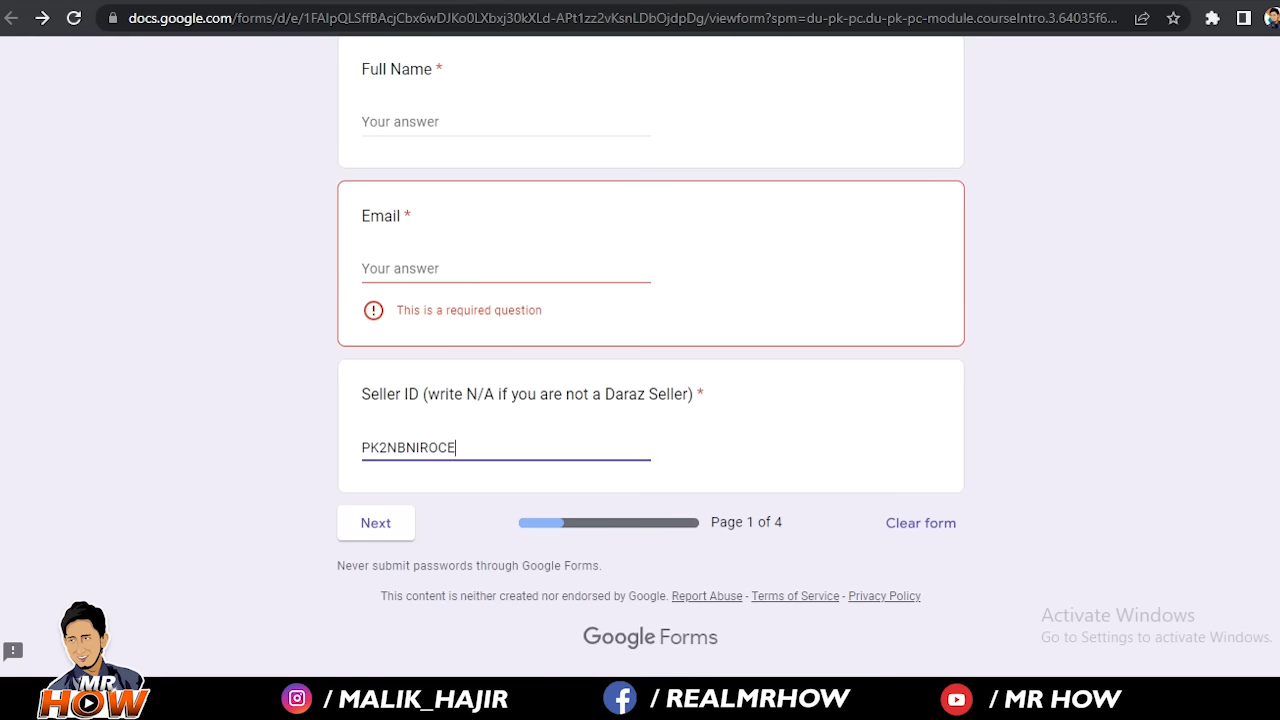 docs.google.com/forms/d/e/1FAIpQLSffBAcjCbx6wDJKo0LXbxj30kXLd-APt1zz2vKsnLDbOjdpDg/viewform?spm=du-pk-pc.du-pk-pc-module.courseIntro.3.64035f6...
Full Name *
Your answer
Email *
Your answer
This is a required question
Seller ID (write N/A if you are not a Daraz Seller) *
PK2NBNIROCE
Next
Page 1 of 4
Clear form
Never submit passwords through Google Forms.
This content is neither created nor endorsed by Google. Report Abuse - Terms of Service - Privacy Policy
Google Forms
Activate Windows
Go to Settings to activate Windows.
MR
HOW
/ MALIK_HAJIR
/ REALMRHOW
/ MR HOW